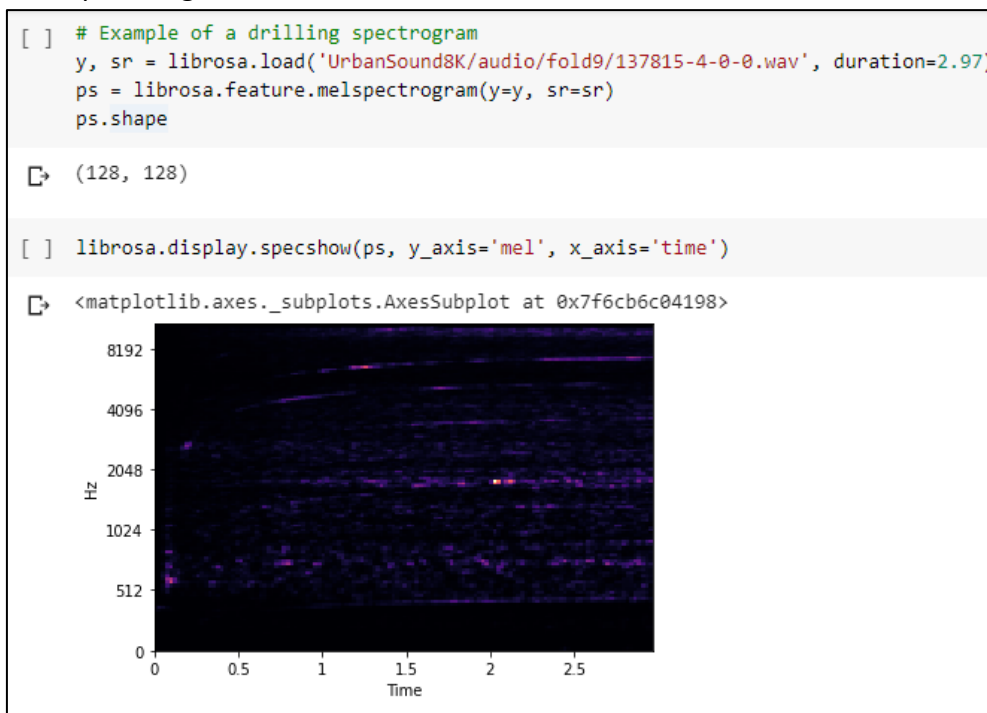 [ ] # Example of a drilling spectrogram
y, sr = librosa.load('UrbanSound8K/audio/fold9/137815-4-0-0.wav', duration=2.97)
ps = librosa.feature.melspectrogram(y=y, sr=sr)
ps.shape
(128, 128)
[ ] librosa.display.specshow(ps, y_axis='mel', x_axis='time')
<matplotlib.axes._subplots.AxesSubplot at 0x7f6cb6c04198>
8192
4096
2048
Hz
1024
512
0
0 0.5 1 1.5 2 2.5
Time